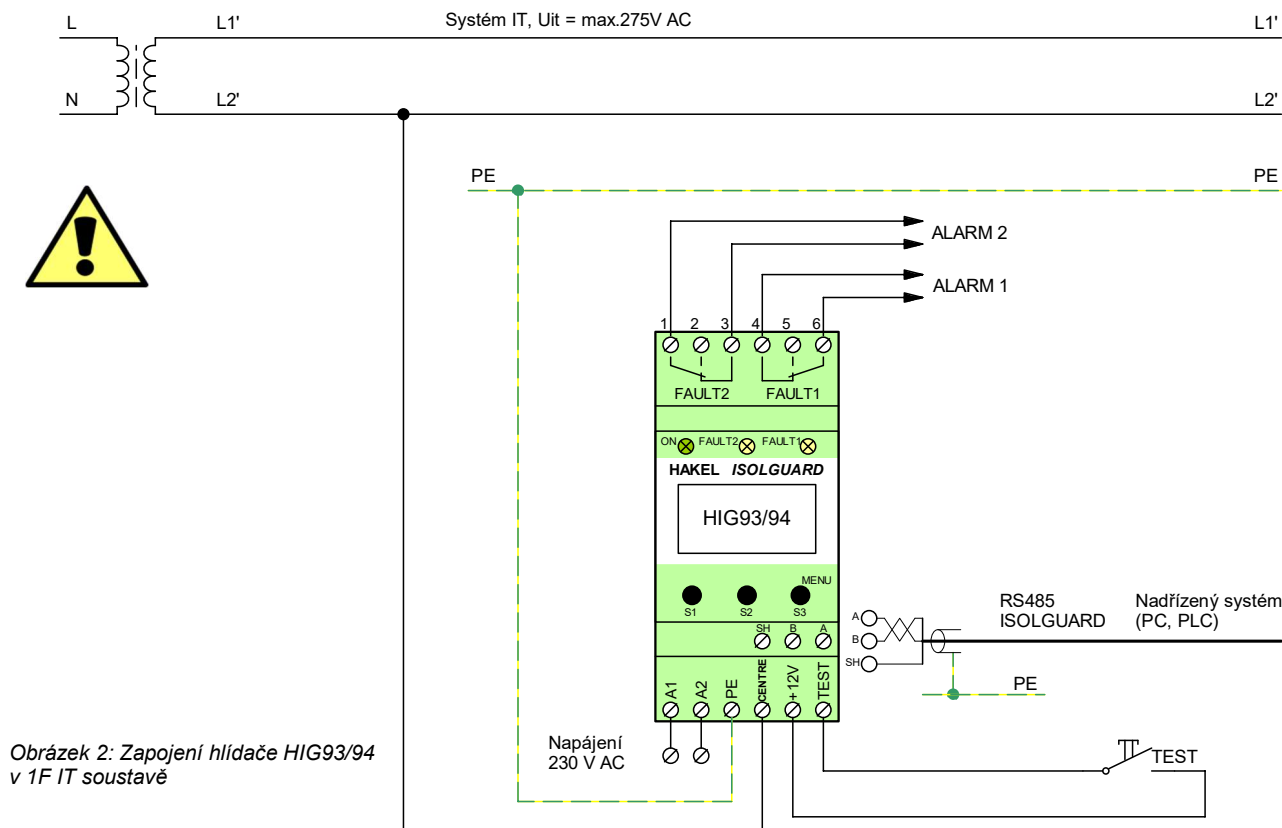 L L1' Systém IT, Uit = max.275V AC L1'
N L2' L2'
PE PE
ALARM 2
ALARM 1
1 2 3 4 5 6
FAULT2 FAULT1
ON FAULT2 FAULT1
HAKEL ISOLGUARD
HIG93/94
MENU
S1 S2 S3
SH B A
A1 A2 PE CENTRE +12V TEST
A
B
SH
RS485
ISOLGUARD
Nadřízený systém
(PC, PLC)
PE
Napájení
230 V AC
TEST
Obrázek 2: Zapojení hlídače HIG93/94
v 1F IT soustavě